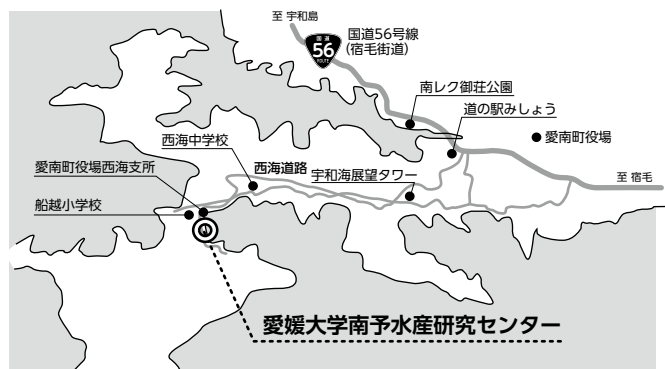 至 宇和島
国道
56
ROUTE
国道56号線
(宿毛街道)
南レク御荘公園
道の駅みしょう
愛南町役場
西海中学校
愛南町役場西海支所
西海道路
宇和海展望タワー
至 宿毛
船越小学校
愛媛大学南予水産研究センター